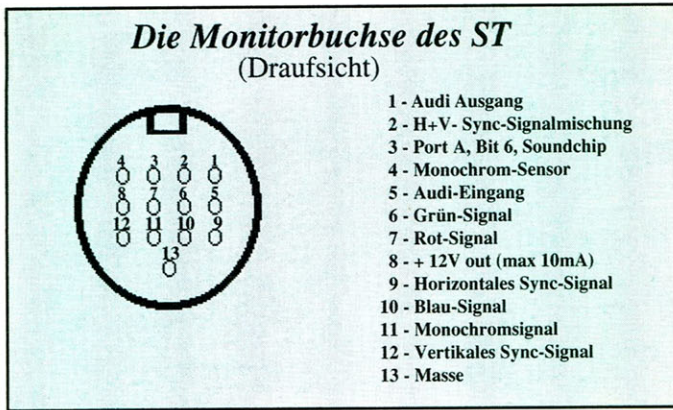 Die Monitorbuchse des ST
(Draufsicht)
4 3 2 1
8 7 6 5
12 11 10 9
13
1 - Audi Ausgang
2 - H+V- Sync-Signalmischung
3 - Port A, Bit 6, Soundchip
4 - Monochrom-Sensor
5 - Audi-Eingang
6 - Grün-Signal
7 - Rot-Signal
8 - + 12V out (max 10mA)
9 - Horizontales Sync-Signal
10 - Blau-Signal
11 - Monochromsignal
12 - Vertikales Sync-Signal
13 - Masse